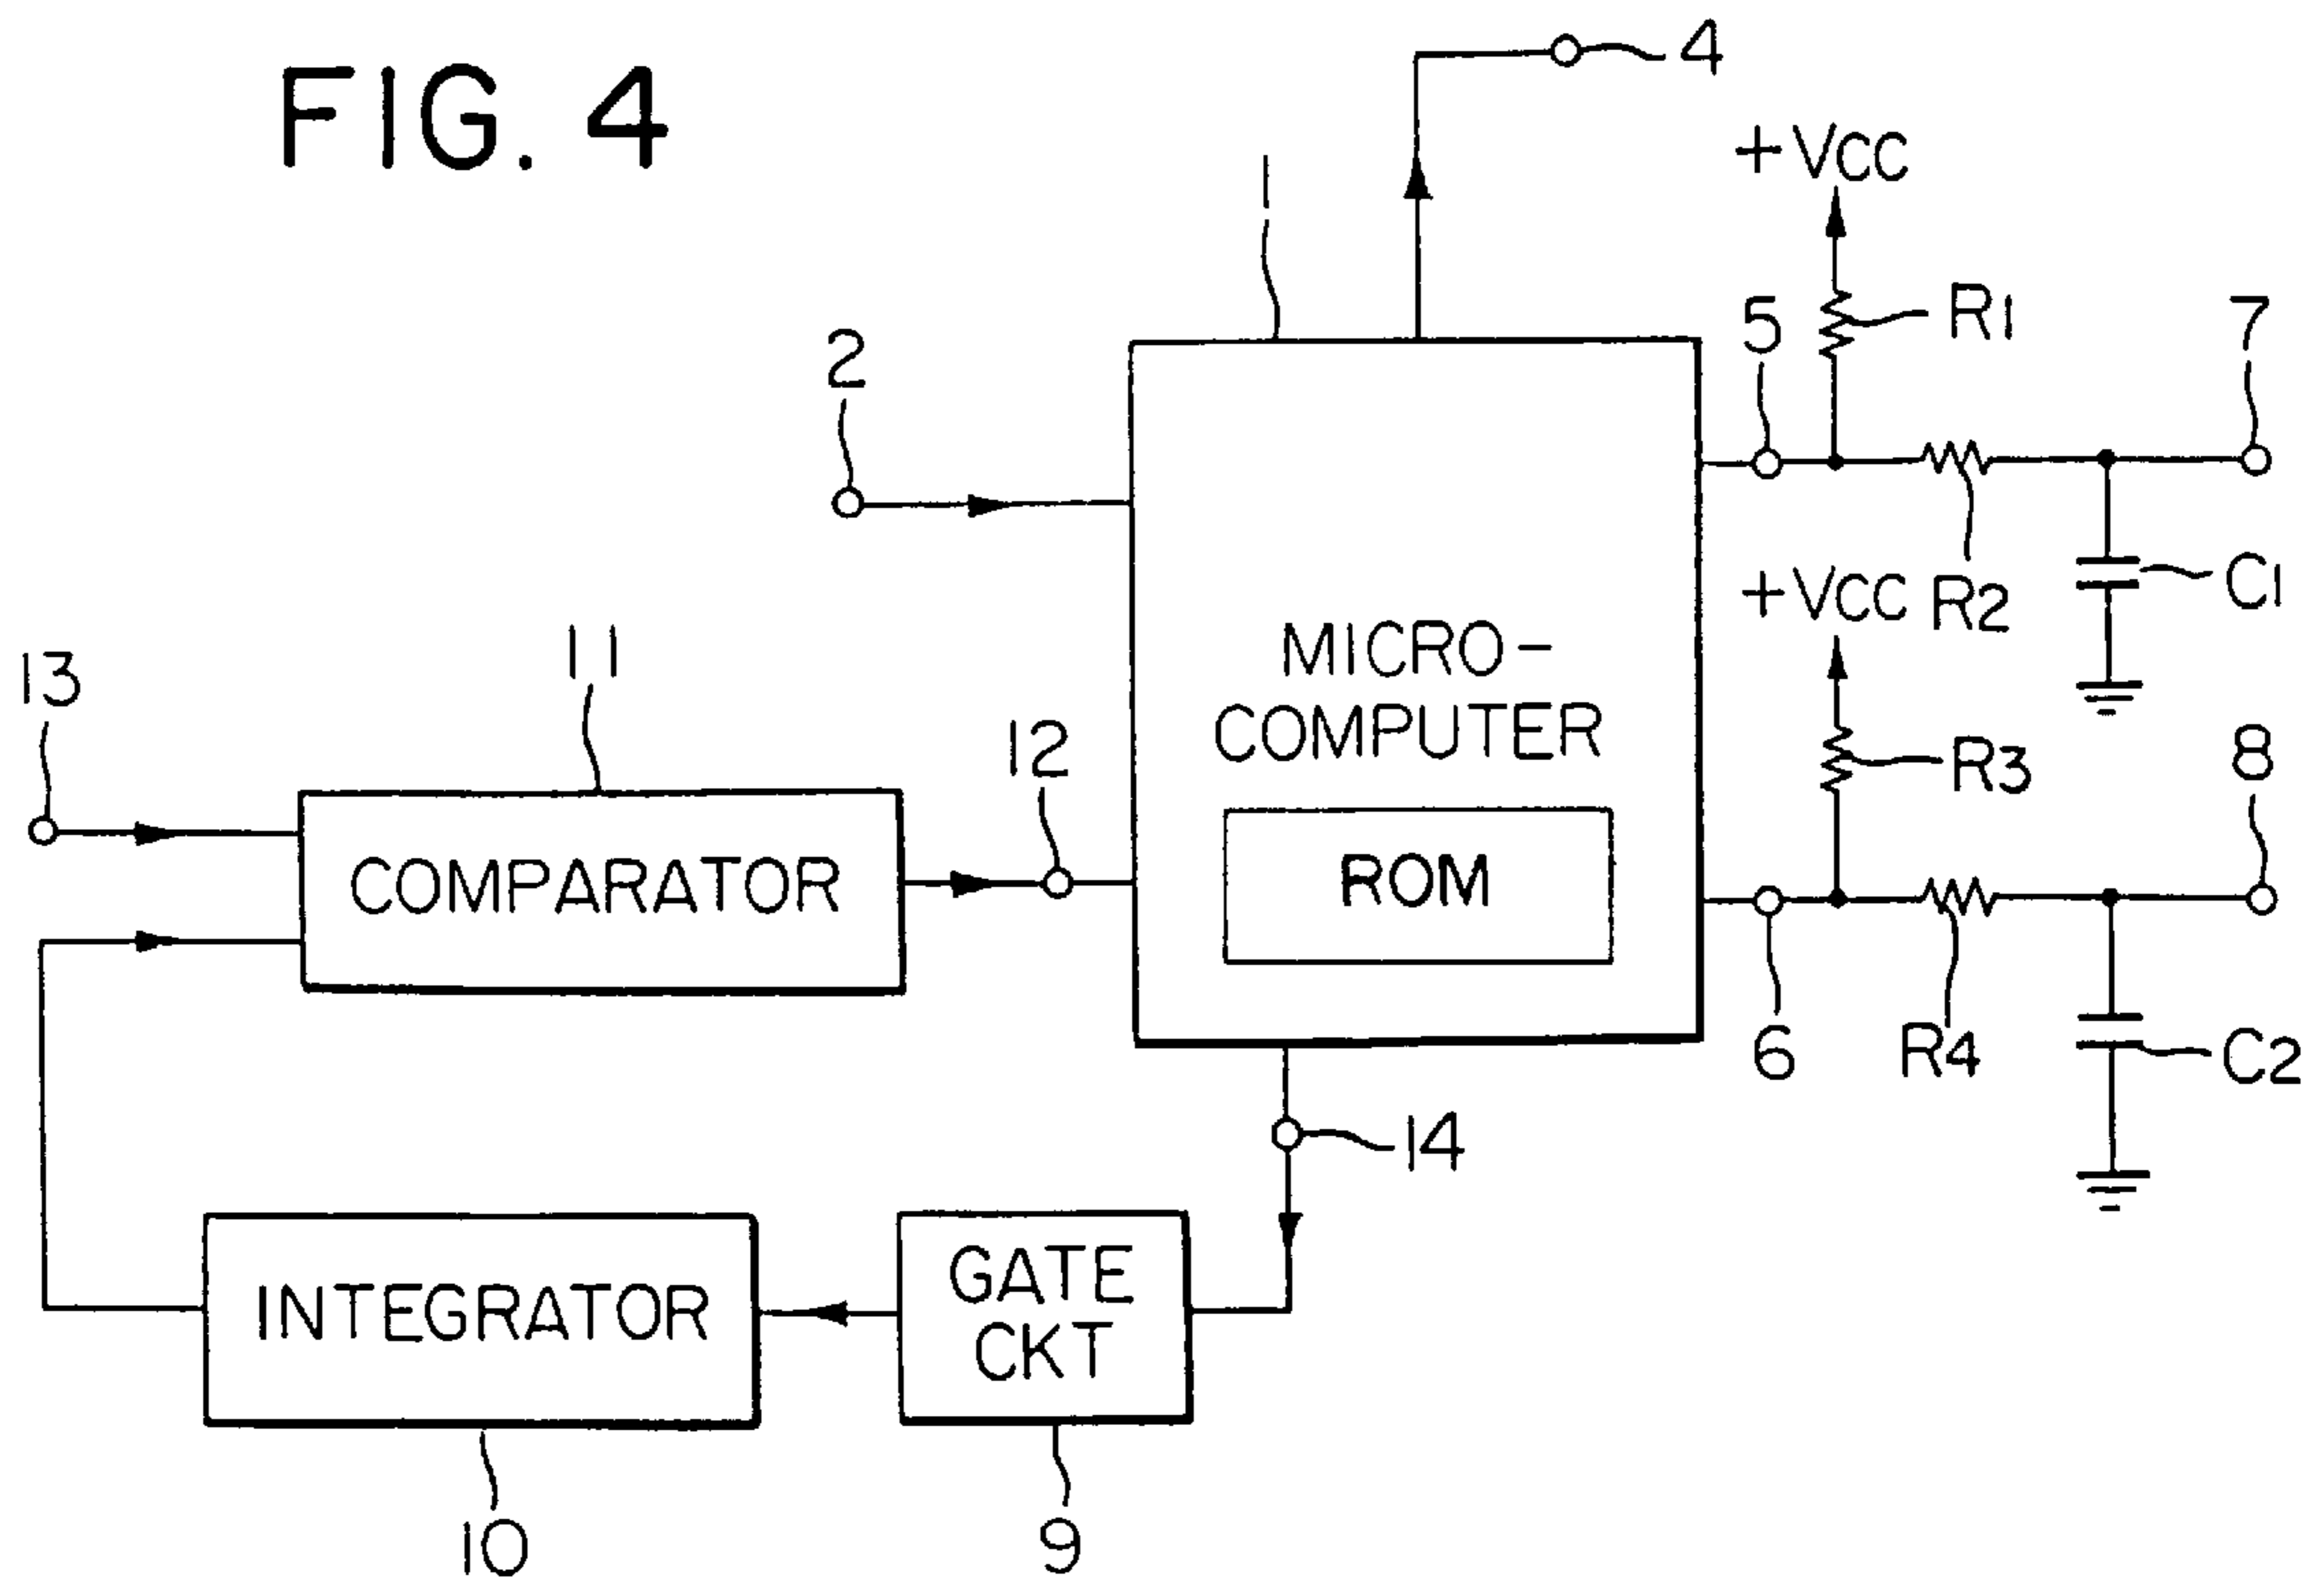 FIG. 4
4
+VCC
1
5
R1
7
2
+VCC
R2
C1
13
11
12
MICRO-
COMPUTER
R3
8
COMPARATOR
ROM
6
R4
C2
14
INTEGRATOR
GATE
CKT
10
9